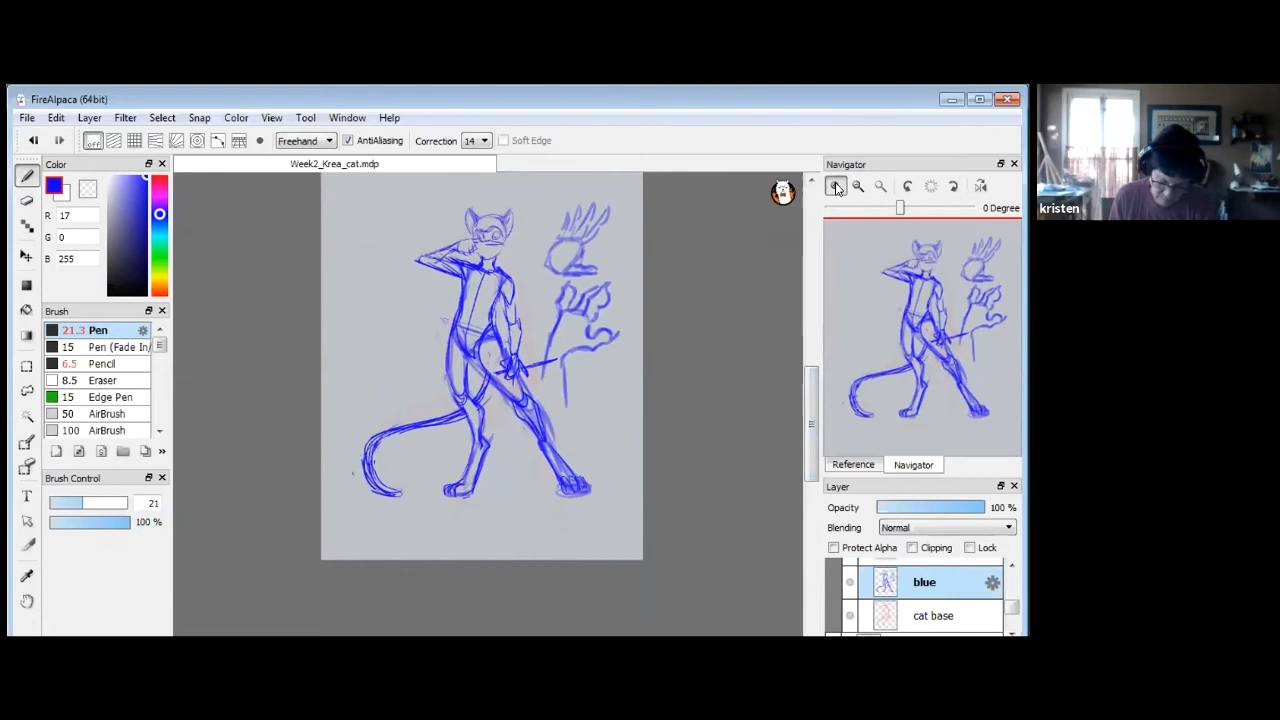 FireAlpaca (64bit)
File Edit Layer Filter Select Snap Color View Tool Window Help
off Freehand AntiAliasing Correction 14 Soft Edge
Color
Week2_Krea_cat.mdp
Navigator
kristen
R 17
G 0
B 255
0 Degree
Brush
21.3 Pen
15 Pen (Fade In/
6.5 Pencil
8.5 Eraser
15 Edge Pen
50 AirBrush
100 AirBrush
Brush Control
21
100 %
Reference Navigator
Layer
Opacity 100 %
Blending Normal
Protect Alpha Clipping Lock
blue
cat base